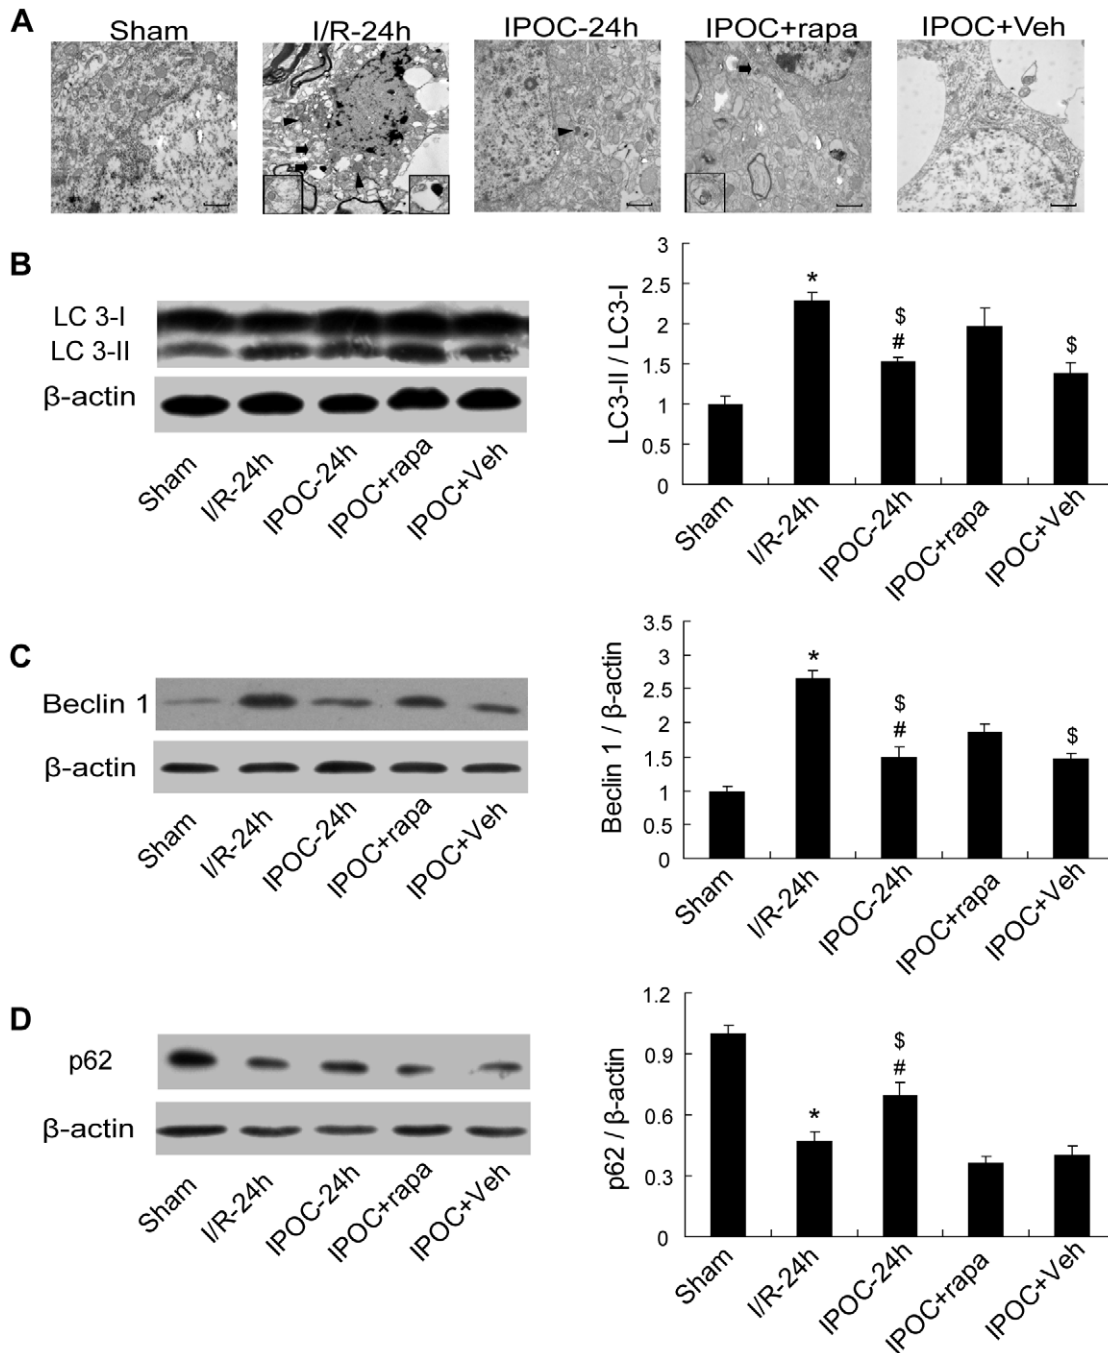 A
Sham I/R-24h IPOC-24h IPOC+rapa IPOC+Veh
B
LC 3-I
LC 3-II
β-actin
Sham I/R-24h IPOC-24h IPOC+rapa IPOC+Veh
LC3-II / LC3-I
3
2.5
2
1.5
1
0.5
0
*
$
#
$
Sham I/R-24h IPOC-24h IPOC+rapa IPOC+Veh
C
Beclin 1
β-actin
Sham I/R-24h IPOC-24h IPOC+rapa IPOC+Veh
Beclin 1 / β-actin
3.5
3
2.5
2
1.5
1
0.5
0
*
$
#
$
Sham I/R-24h IPOC-24h IPOC+rapa IPOC+Veh
D
p62
β-actin
Sham I/R-24h IPOC-24h IPOC+rapa IPOC+Veh
p62 / β-actin
1.2
0.9
0.6
0.3
0
*
$
#
Sham I/R-24h IPOC-24h IPOC+rapa IPOC+Veh